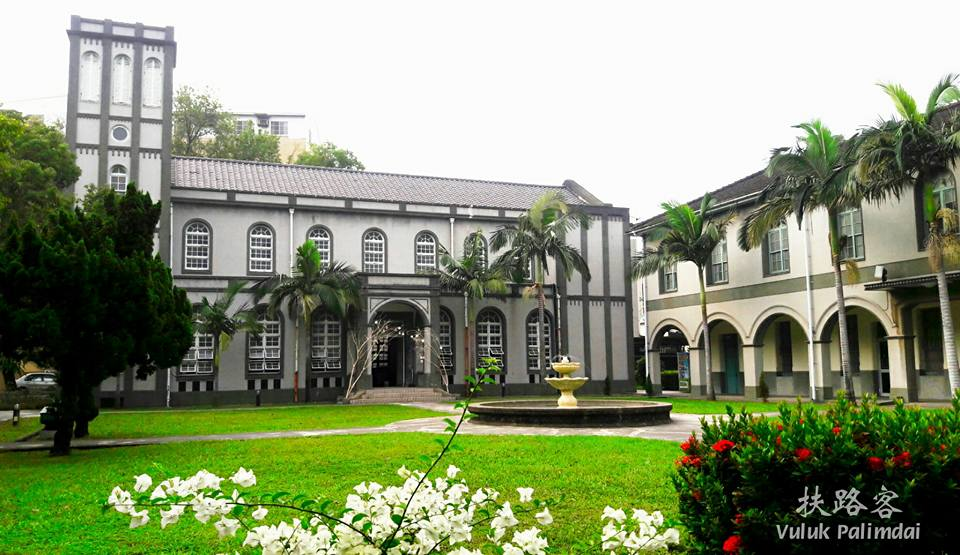 扶路客
Vuluk Palimdai